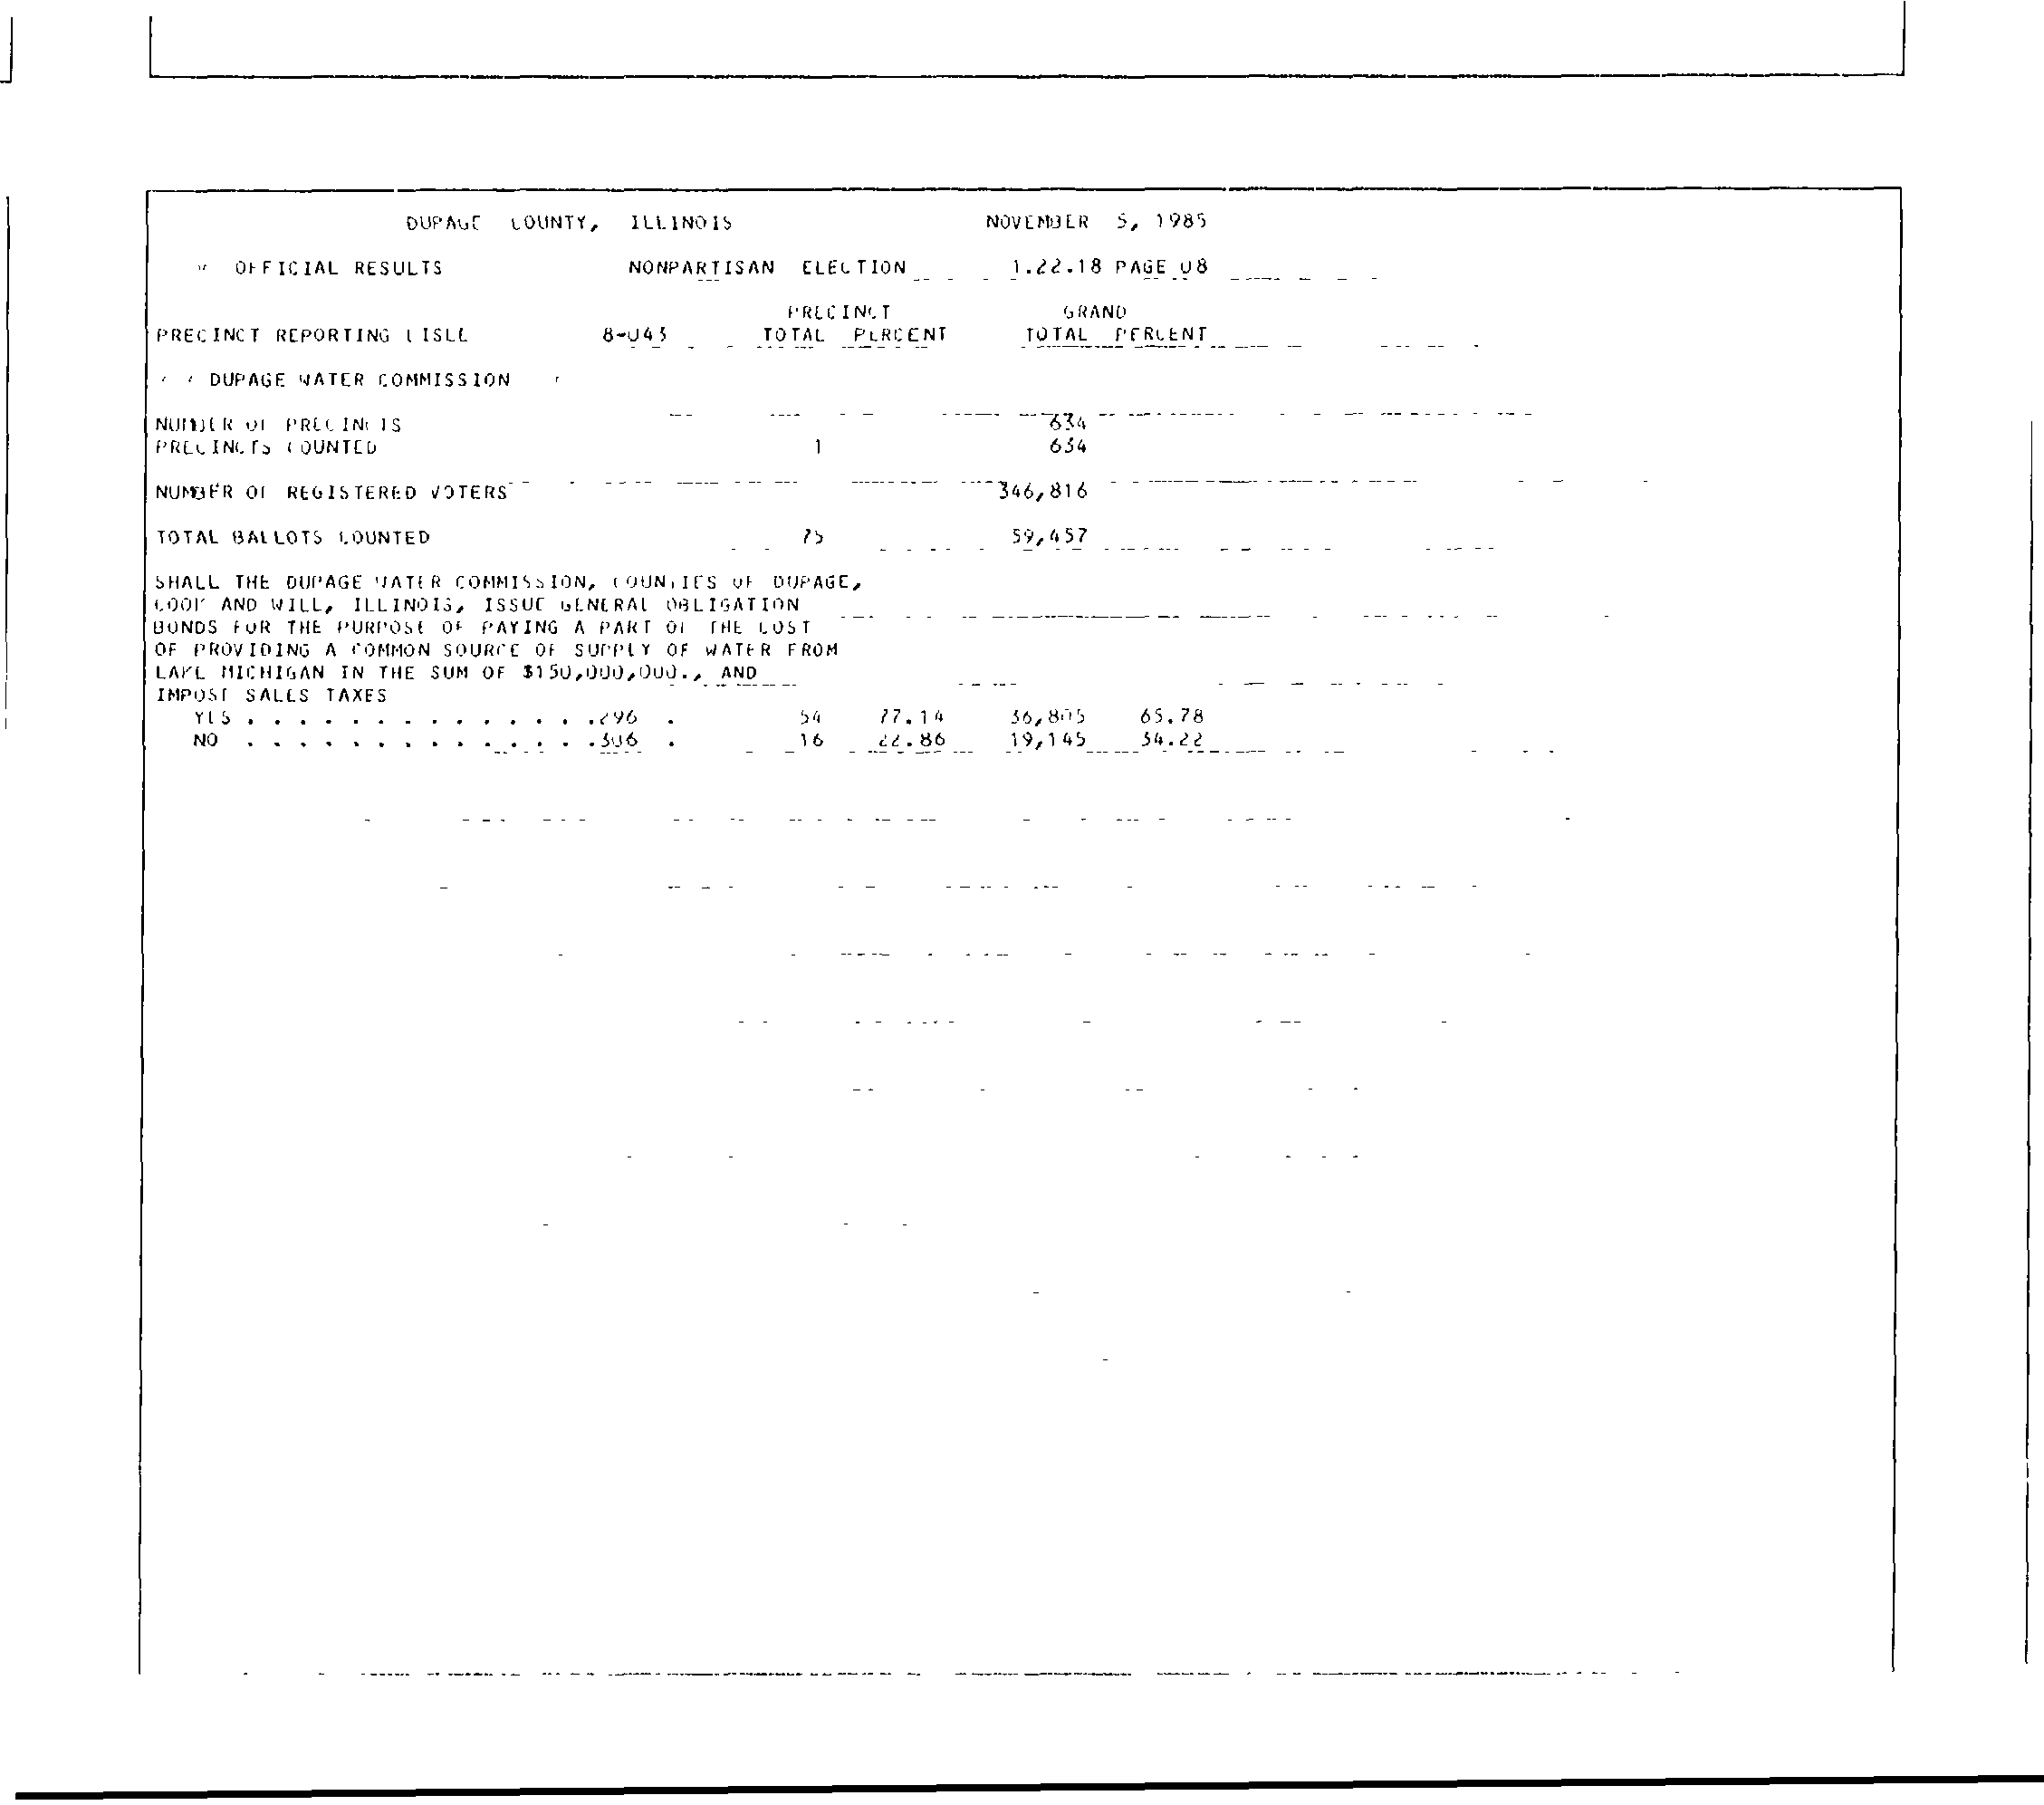 DUPAGE COUNTY, ILLINOIS NOVEMBER 5, 1985
* OFFICIAL RESULTS NONPARTISAN ELECTION 1.22.18 PAGE 08
PRECINCT GRAND
PRECINCT REPORTING LISLE 8-043 TOTAL PERCENT TOTAL PERCENT
* * DUPAGE WATER COMMISSION *
NUMBER OF PRECINCTS 634
PRECINCTS COUNTED 1 634
NUMBER OF REGISTERED VOTERS 346,816
TOTAL BALLOTS COUNTED 75 59,457
SHALL THE DUPAGE WATER COMMISSION, COUNTIES OF DUPAGE,
COOK AND WILL, ILLINOIS, ISSUE GENERAL OBLIGATION
BONDS FOR THE PURPOSE OF PAYING A PART OF THE COST
OF PROVIDING A COMMON SOURCE OF SUPPLY OF WATER FROM
LAKE MICHIGAN IN THE SUM OF $150,000,000., AND
IMPOSE SALES TAXES
YES . . . . . . . . . . . . . .296 . 54 77.14 36,805 65.78
NO . . . . . . . . . . . . . .306 . 16 22.86 19,145 34.22